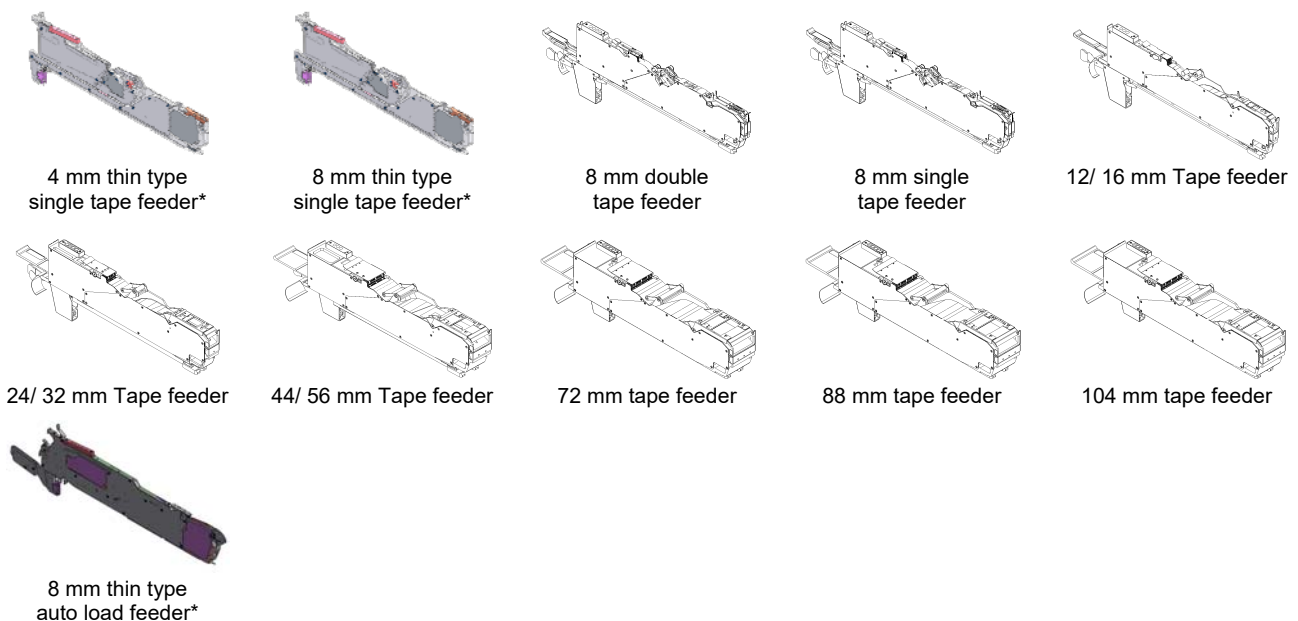 4 mm thin type
single tape feeder*
8 mm thin type
single tape feeder*
8 mm double
tape feeder
8 mm single
tape feeder
12/ 16 mm Tape feeder
24/ 32 mm Tape feeder
44/ 56 mm Tape feeder
72 mm tape feeder
88 mm tape feeder
104 mm tape feeder
8 mm thin type
auto load feeder*